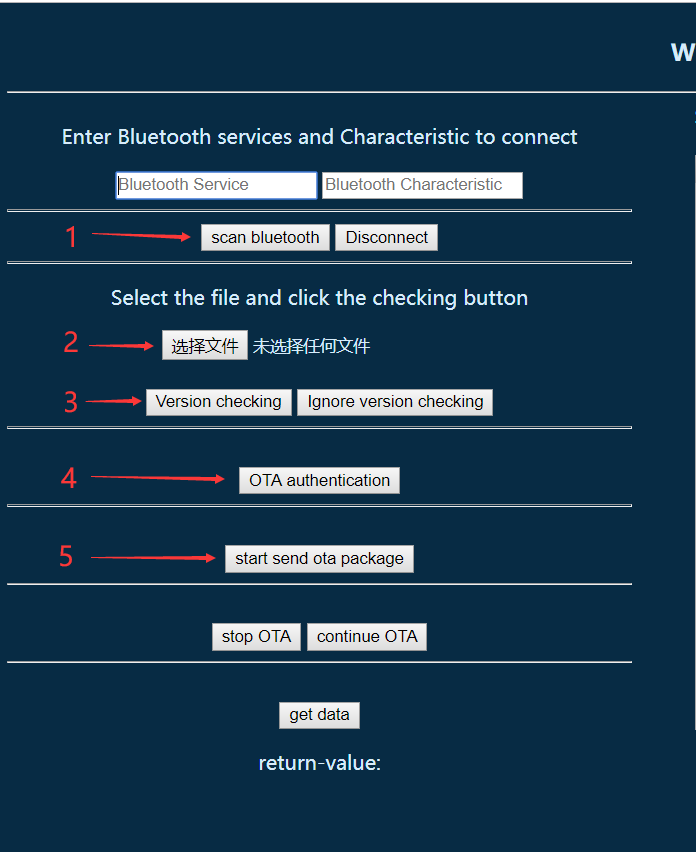 W
Enter Bluetooth services and Characteristic to connect
Bluetooth Service Bluetooth Characteristic
1 scan bluetooth Disconnect
Select the file and click the checking button
2 选择文件 未选择任何文件
3 Version checking Ignore version checking
4 OTA authentication
5 start send ota package
stop OTA continue OTA
get data
return-value: